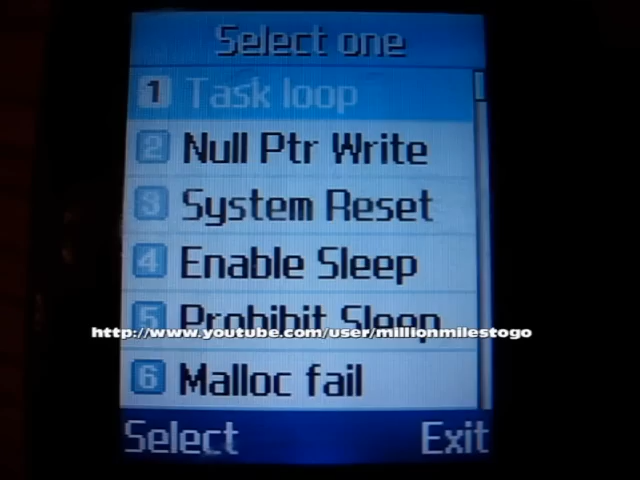 Select one
1 Task loop
2 Null Ptr Write
3 System Reset
4 Enable Sleep
5 Prohibit Sleep
http://www.youtube.com/user/millionmilestogo
6 Malloc fail
Select Exit